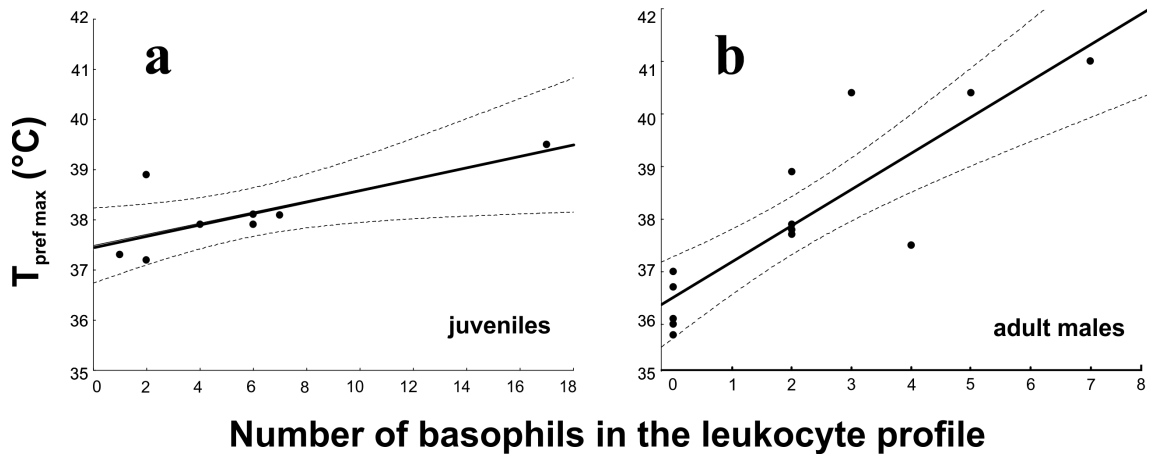 a
42
41
40
39
38
37
36
35
0 2 4 6 8 10 12 14 16 18
juveniles
b
42
41
40
39
38
37
36
35
0 1 2 3 4 5 6 7 8
adult males
T pref max (°C)
Number of basophils in the leukocyte profile